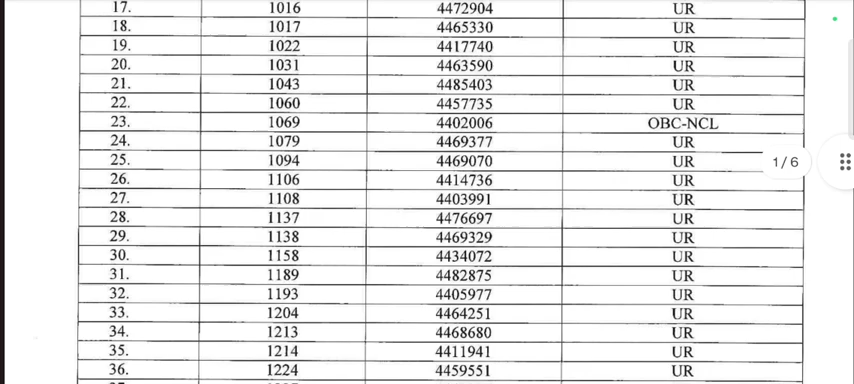 17. 1016 4472904 UR
18. 1017 4465330 UR
19. 1022 4417740 UR
20. 1031 4463590 UR
21. 1043 4485403 UR
22. 1060 4457735 UR
23. 1069 4402006 OBC-NCL
24. 1079 4469377 UR
25. 1094 4469070 UR
1/6
26. 1106 4414736 UR
27. 1108 4403991 UR
28. 1137 4476697 UR
29. 1138 4469329 UR
30. 1158 4434072 UR
31. 1189 4482875 UR
32. 1193 4405977 UR
33. 1204 4464251 UR
34. 1213 4468680 UR
35. 1214 4411941 UR
36. 1224 4459551 UR